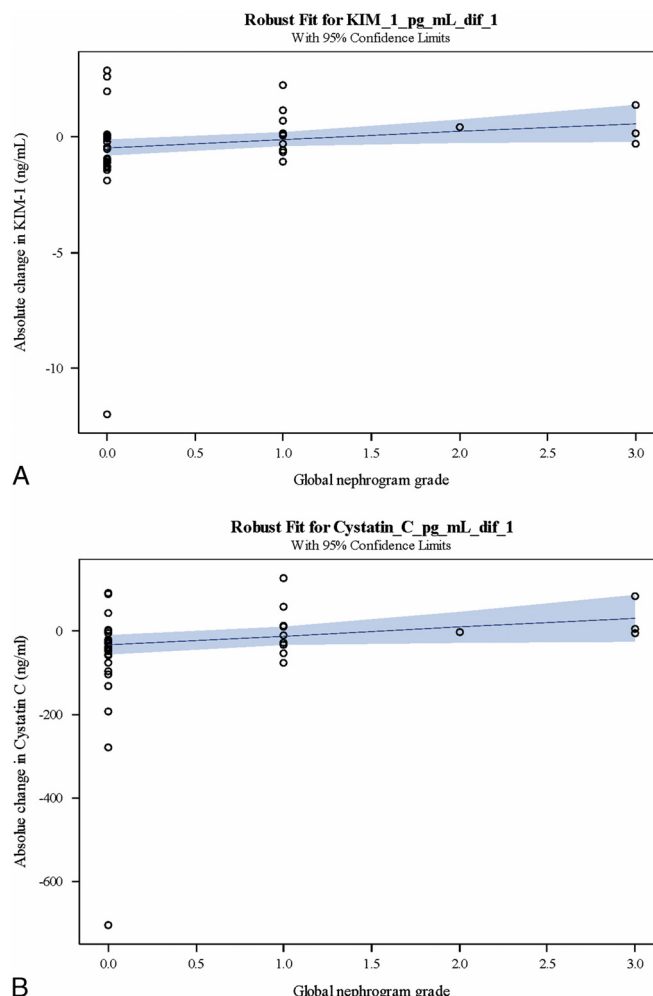 Robust Fit for KIM_1_pg_mL_dif_1
With 95% Confidence Limits
Absolute change in KIM-1 (ng/mL)
0
-5
-10
0.0 0.5 1.0 1.5 2.0 2.5 3.0
Global nephrogram grade
A
Robust Fit for Cystatin_C_pg_mL_dif_1
With 95% Confidence Limits
Absolue change in Cystatin C (ng/ml)
0
-200
-400
-600
0.0 0.5 1.0 1.5 2.0 2.5 3.0
Global nephrogram grade
B